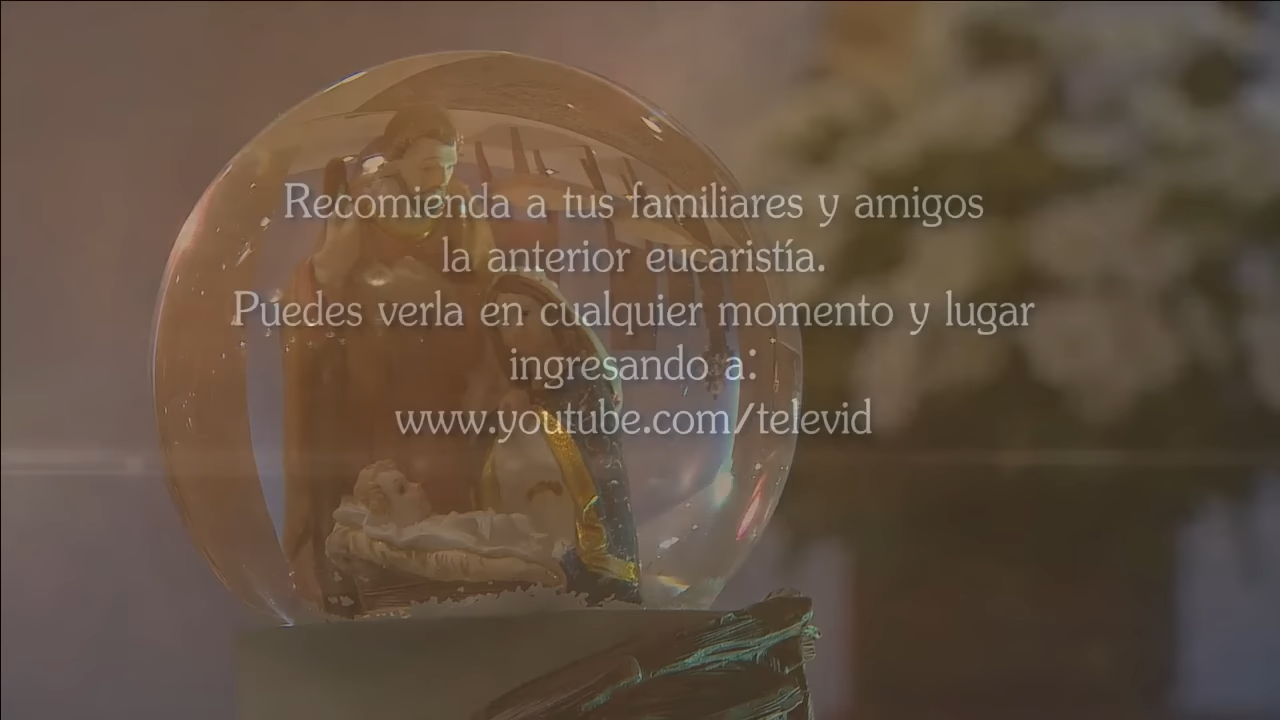 Recomienda a tus familiares y amigos
la anterior eucaristía.
Puedes verla en cualquier momento y lugar
ingresando a:
www.youtube.com/televid